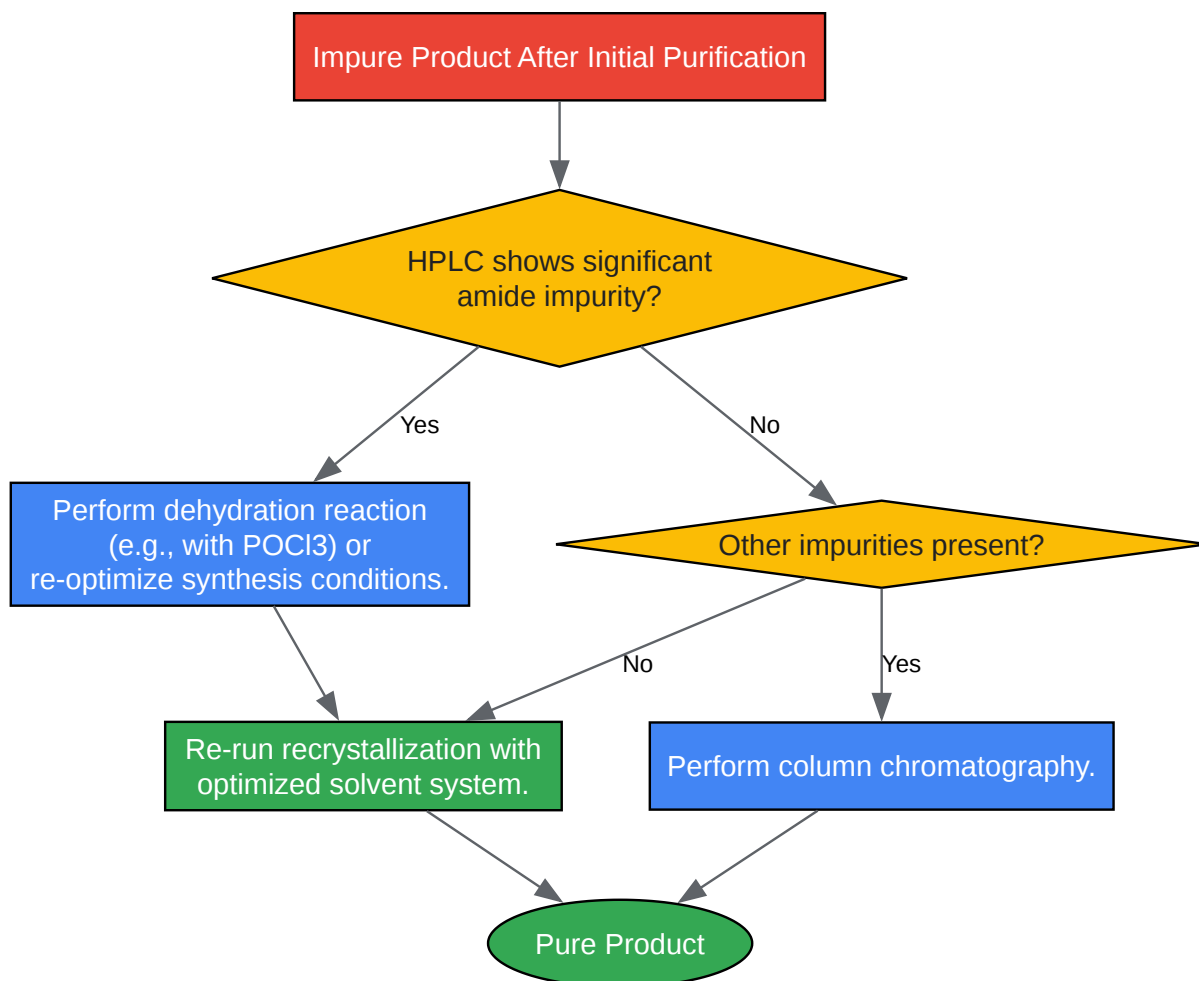 Impure Product After Initial Purification
HPLC shows significant
amide impurity?
Yes
No
Perform dehydration reaction
(e.g., with POCl3) or
re-optimize synthesis conditions.
Other impurities present?
No
Yes
Re-run recrystallization with
optimized solvent system.
Perform column chromatography.
Pure Product